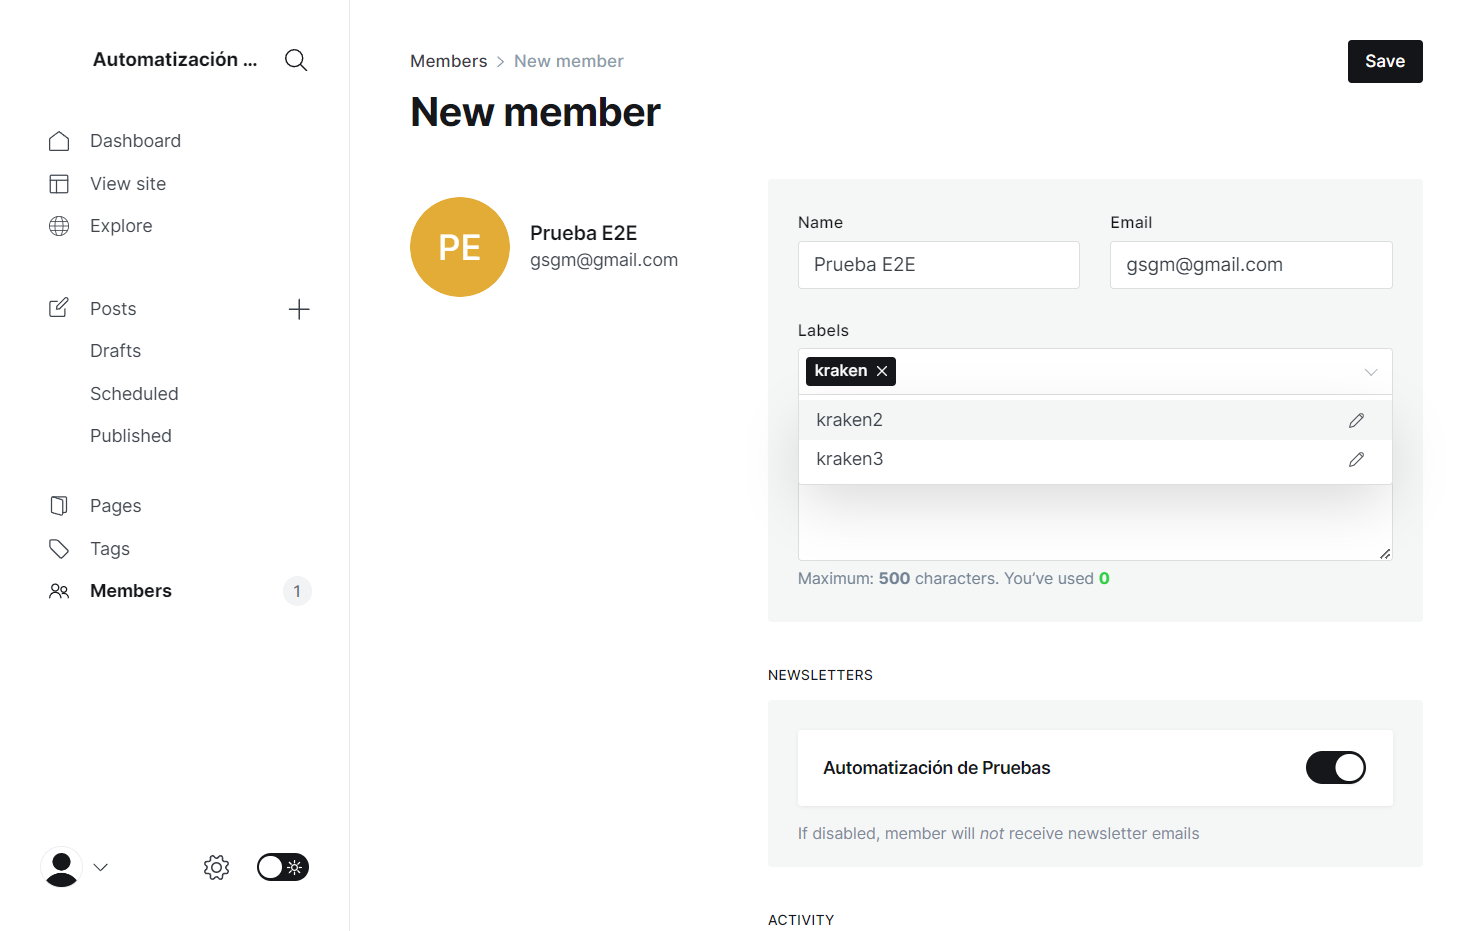 Automatización ...
Dashboard
View site
Explore
Posts
Drafts
Scheduled
Published
Pages
Tags
Members
1
Members > New member
Save
New member
PE
Prueba E2E
gsgm@gmail.com
Name
Email
Prueba E2E
gsgm@gmail.com
Labels
kraken
kraken2
kraken3
Maximum: 500 characters. You’ve used 0
NEWSLETTERS
Automatización de Pruebas
If disabled, member will not receive newsletter emails
ACTIVITY